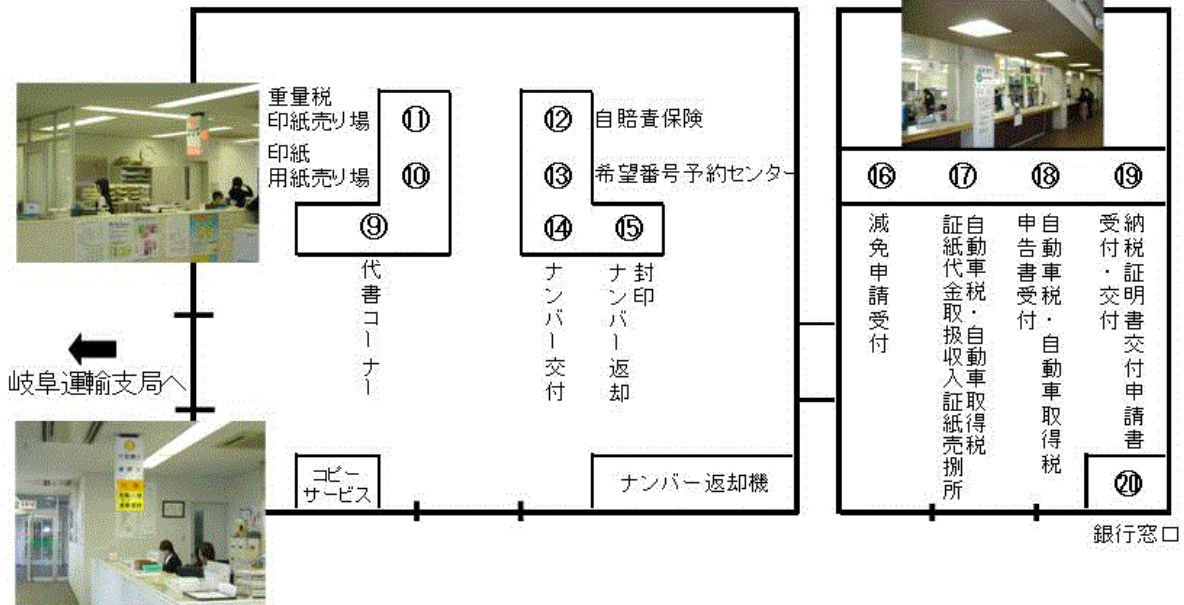 重量税
印紙売り場
⑪
印紙
用紙売り場
⑩
⑨
代書コーナー
⑫
自賠責保険
⑬
希望番号予約センター
⑭
⑮
ナンバー交付
封印
ナンバー返却
岐阜運輸支局へ
コピー
サービス
ナンバー返却機
⑯
⑰
⑱
⑲
減免申請受付
自動車税・自動車取得税
証紙代金取扱収入証紙売捌所
自動車税・自動車取得税
申告書受付
納税証明書交付申請書
受付・交付
⑳
銀行窓口